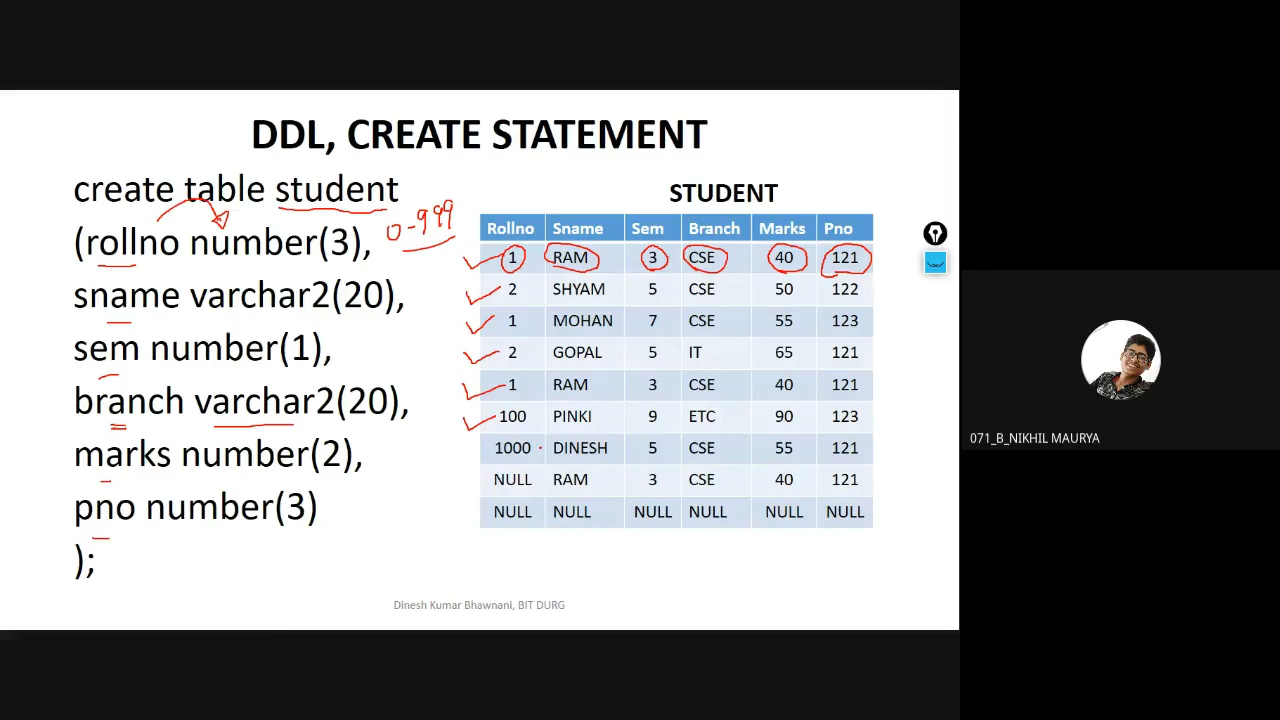 DDL, CREATE STATEMENT
create table student
(rollno number(3),
0-999
sname varchar2(20),
sem number(1),
branch varchar2(20),
marks number(2),
pno number(3)
);
STUDENT
Rollno Sname Sem Branch Marks Pno
1 RAM 3 CSE 40 121
2 SHYAM 5 CSE 50 122
1 MOHAN 7 CSE 55 123
2 GOPAL 5 IT 65 121
1 RAM 3 CSE 40 121
100 PINKI 9 ETC 90 123
1000 DINESH 5 CSE 55 121
NULL RAM 3 CSE 40 121
NULL NULL NULL NULL NULL NULL
Dinesh Kumar Bhawnani, BIT DURG
071_B_NIKHIL MAURYA